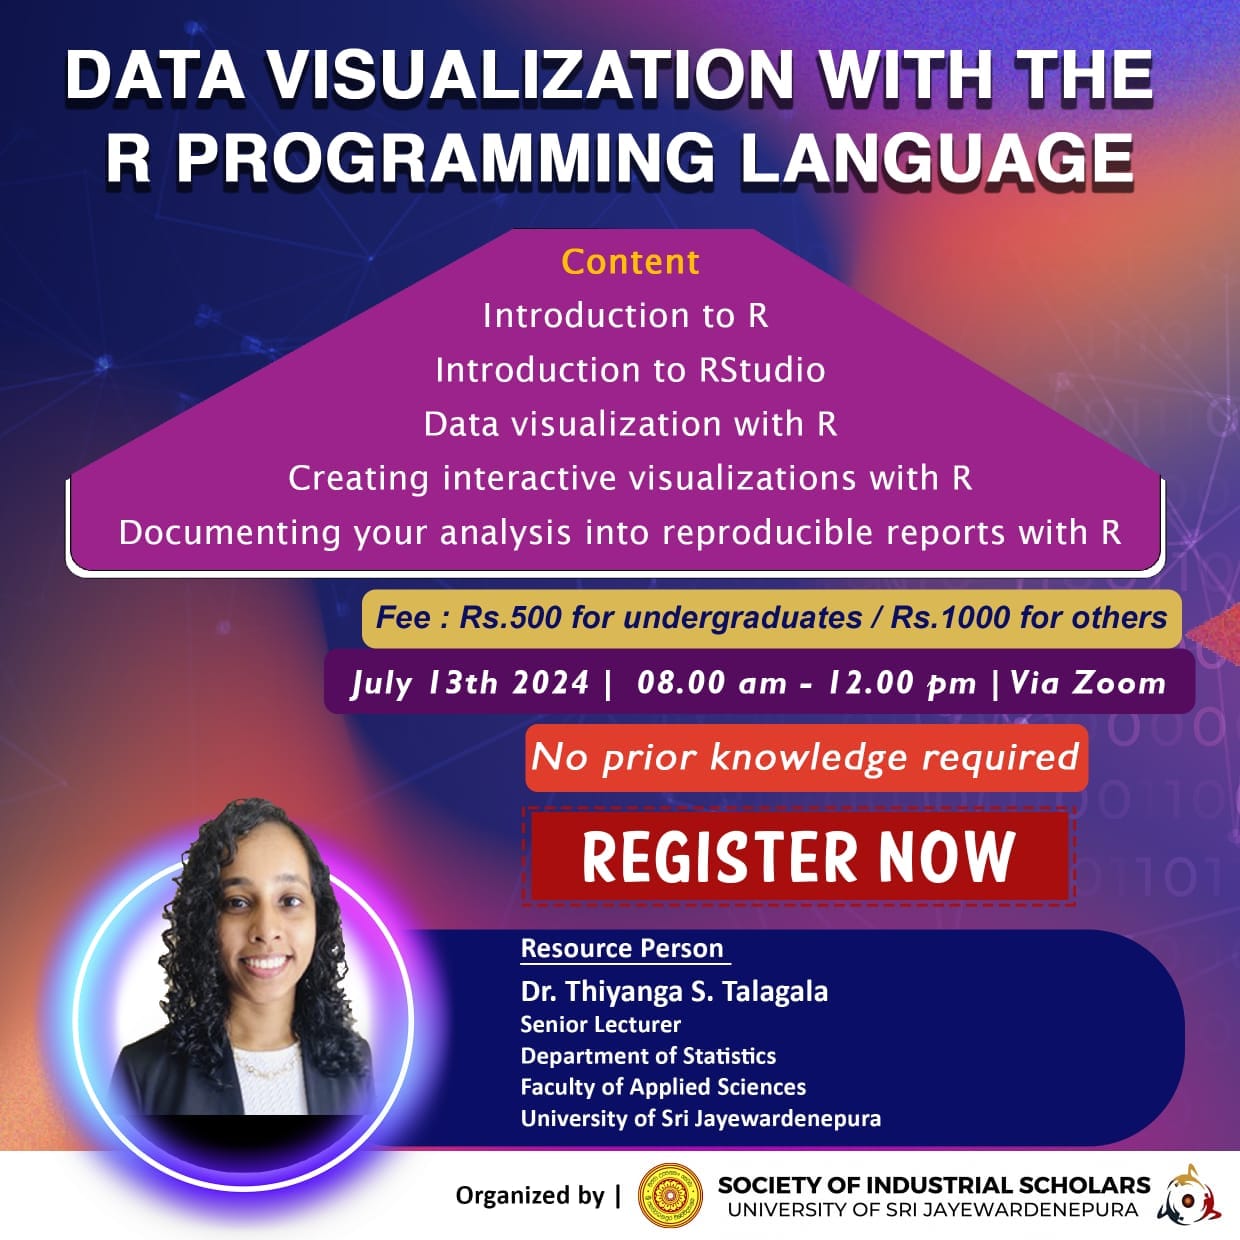 DATA VISUALIZATION WITH THE
R PROGRAMMING LANGUAGE
Content
Introduction to R
Introduction to RStudio
Data visualization with R
Creating interactive visualizations with R
Documenting your analysis into reproducible reports with R
Fee : Rs.500 for undergraduates / Rs.1000 for others
July 13th 2024 | 08.00 am - 12.00 pm | Via Zoom
No prior knowledge required
REGISTER NOW
Resource Person
Dr. Thiyanga S. Talagala
Senior Lecturer
Department of Statistics
Faculty of Applied Sciences
University of Sri Jayewardenepura
Organized by |
SOCIETY OF INDUSTRIAL SCHOLARS
UNIVERSITY OF SRI JAYEWARDENEPURA